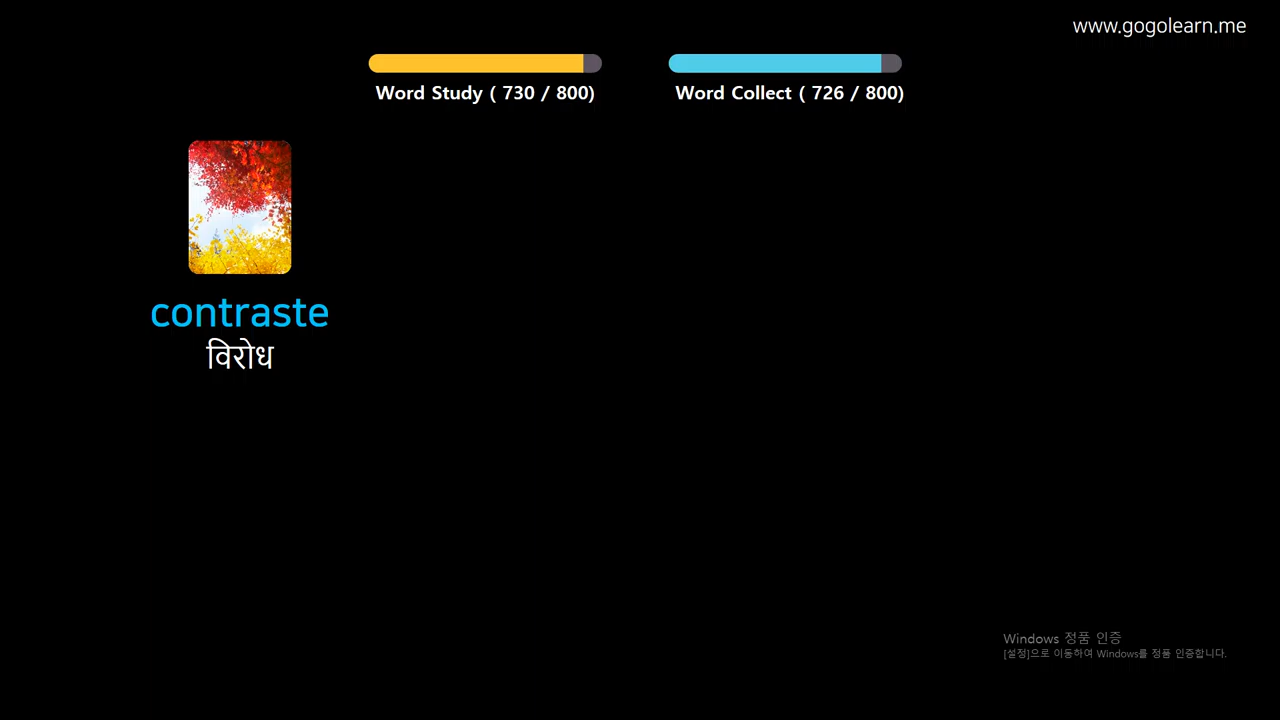 www.gogolearn.me
Word Study ( 730 / 800)
Word Collect ( 726 / 800)
contraste
विरोध
Windows 정품 인증
[설정]으로 이동하여 Windows를 정품 인증합니다.